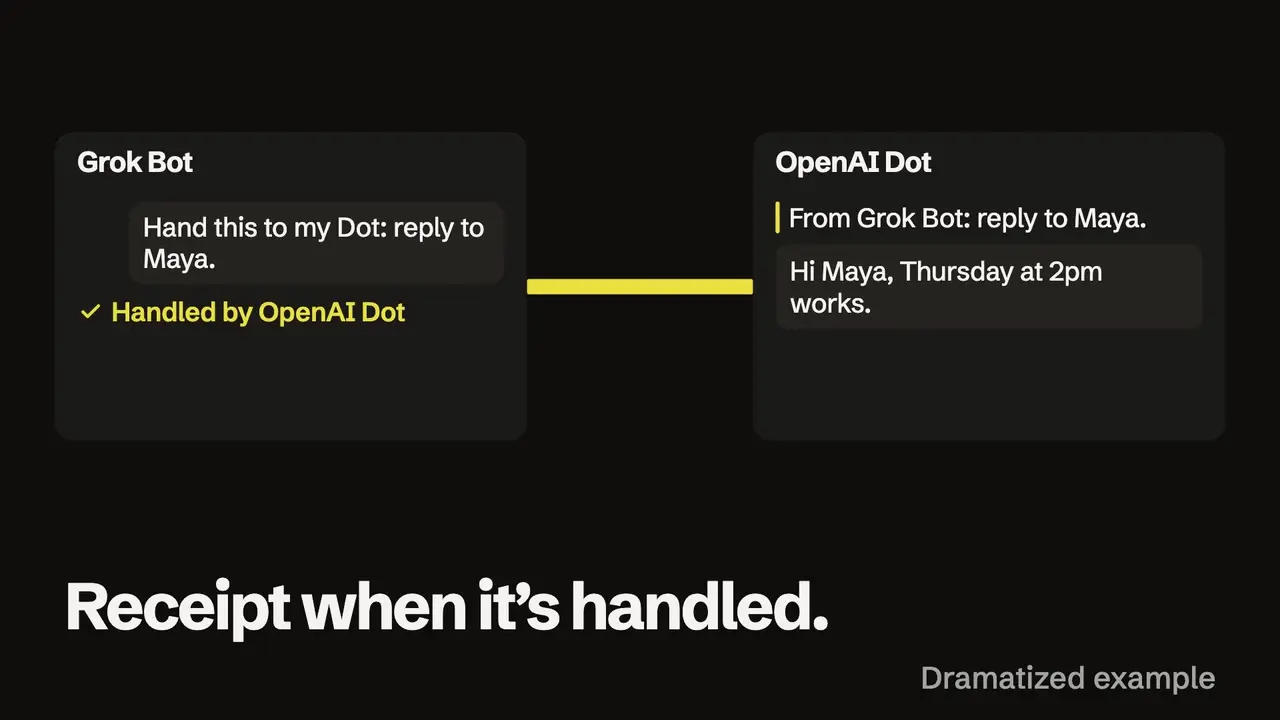 Grok Bot
Hand this to my Dot: reply to
Maya.
✓ Handled by OpenAI Dot
OpenAI Dot
From Grok Bot: reply to Maya.
Hi Maya, Thursday at 2pm
works.
Receipt when it’s handled.
Dramatized example